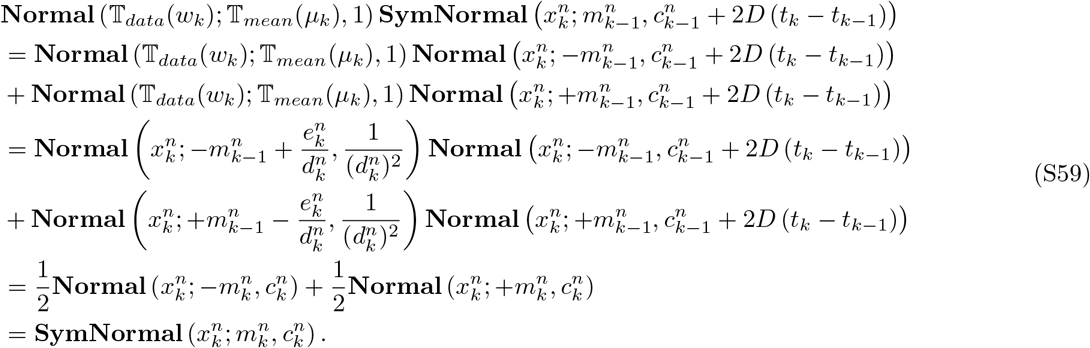 Normal (𝕋_data(w_k); 𝕋_mean(μ_k), 1) SymNormal (x_k^n; m_{k−1}^n, c_{k−1}^n + 2D (t_k − t_{k−1}))
= Normal (𝕋_data(w_k); 𝕋_mean(μ_k), 1) Normal (x_k^n; −m_{k−1}^n, c_{k−1}^n + 2D (t_k − t_{k−1}))
+ Normal (𝕋_data(w_k); 𝕋_mean(μ_k), 1) Normal (x_k^n; +m_{k−1}^n, c_{k−1}^n + 2D (t_k − t_{k−1}))
= Normal (x_k^n; −m_{k−1}^n + e_k^n/d_k^n, 1/(d_k^n)^2) Normal (x_k^n; −m_{k−1}^n, c_{k−1}^n + 2D (t_k − t_{k−1}))
(S59)
+ Normal (x_k^n; +m_{k−1}^n − e_k^n/d_k^n, 1/(d_k^n)^2) Normal (x_k^n; +m_{k−1}^n, c_{k−1}^n + 2D (t_k − t_{k−1}))
= 1/2 Normal (x_k^n; −m_k^n, c_k^n) + 1/2 Normal (x_k^n; +m_k^n, c_k^n)
= SymNormal (x_k^n; m_k^n, c_k^n) .